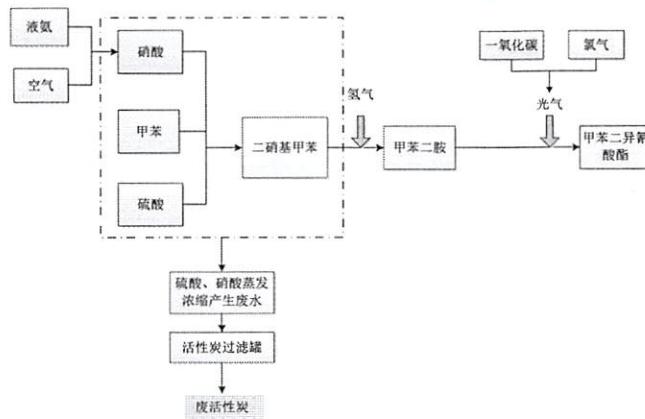 液氨
空气
硝酸
甲苯
硫酸
二硝基甲苯
氢气
甲苯二胺
一氧化碳
氯气
光气
甲苯二异氰
酸酯
硫酸、硝酸蒸发
浓缩产生废水
活性炭过滤罐
废活性炭